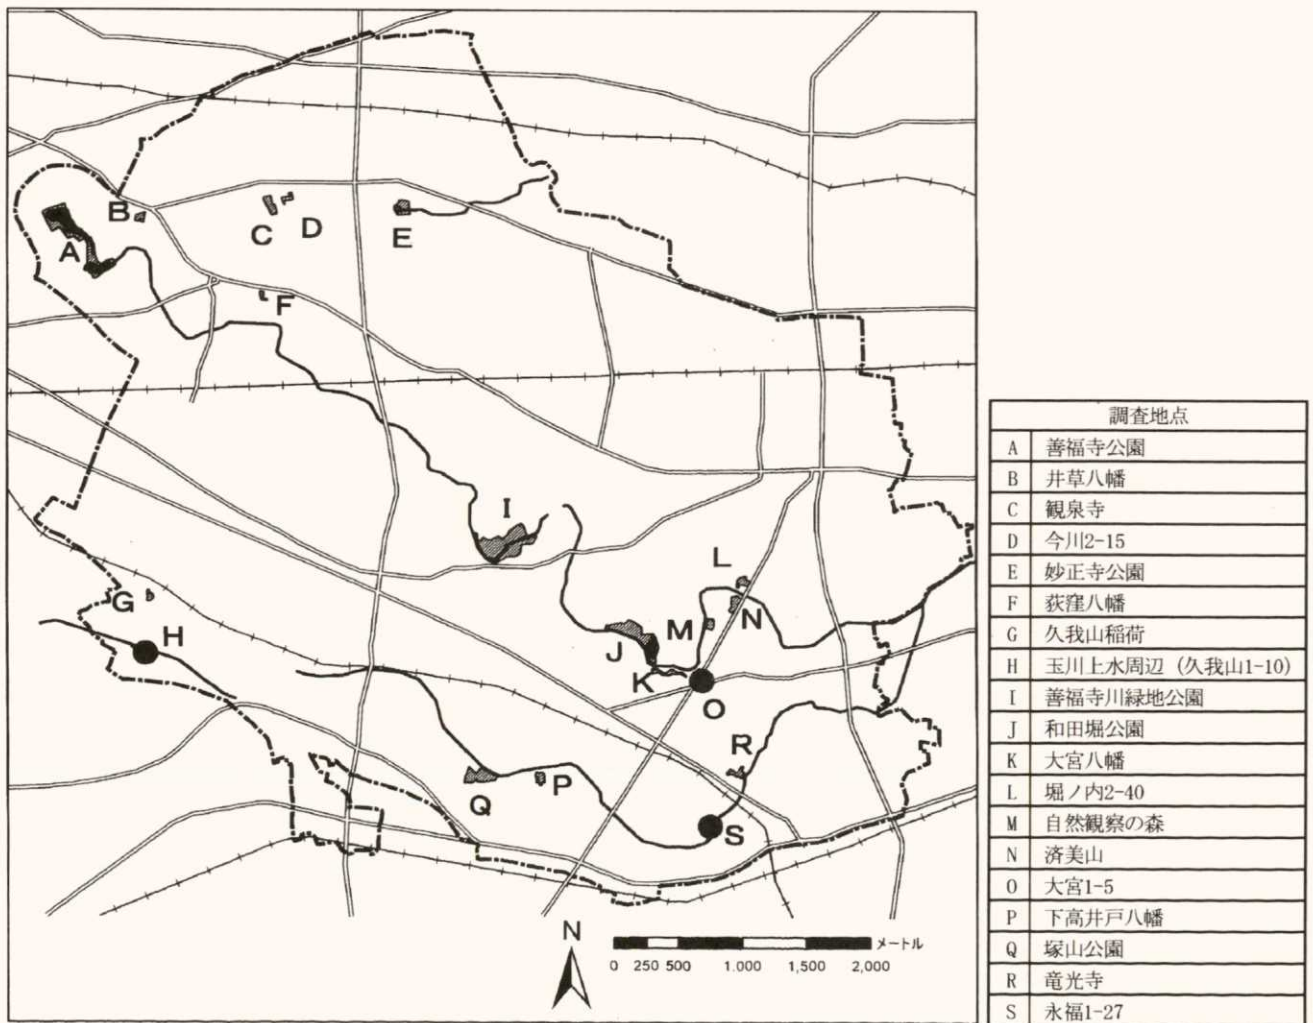 B
C
D
E
A
F
I
L
G
H
M
N
J
K
O
R
Q
P
S
N
メートル
0 250 500 1.000 1,500 2,000
調査地点
A 善福寺公園
B 井草八幡
C 観泉寺
D 今川2-15
E 妙正寺公園
F 荻窪八幡
G 久我山稲荷
H 玉川上水周辺（久我山1-10）
I 善福寺川緑地公園
J 和田堀公園
K 大宮八幡
L 堀ノ内2-40
M 自然観察の森
N 済美山
O 大宮1-5
P 下高井戸八幡
Q 塚山公園
R 竜光寺
S 永福1-27